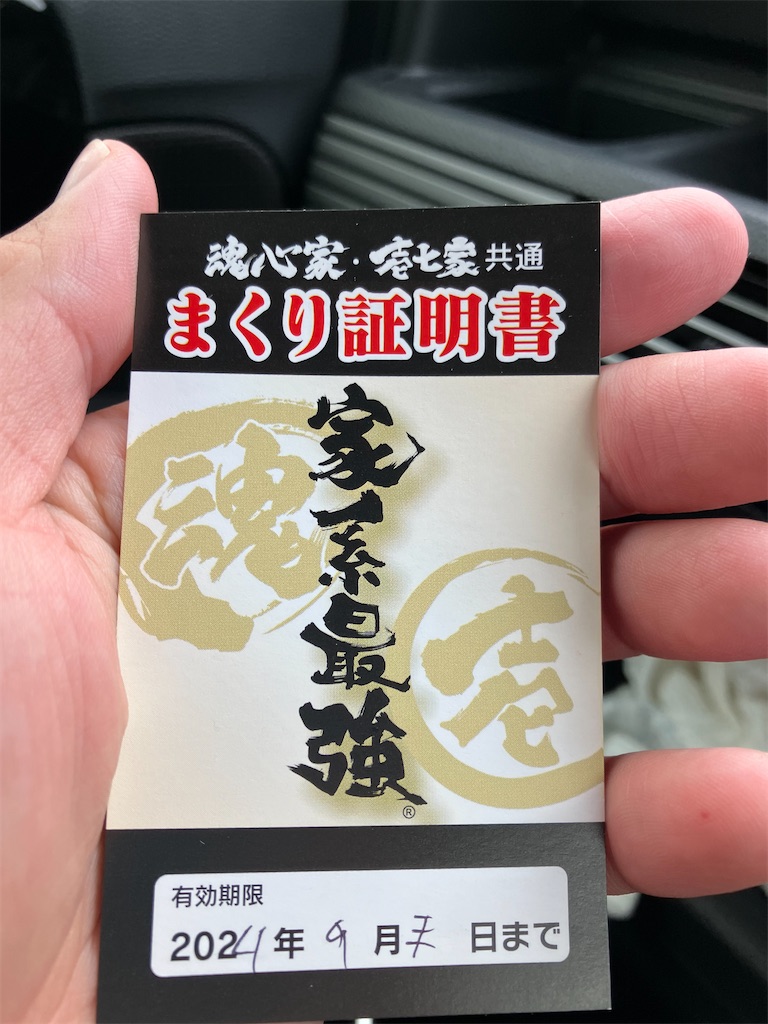 魂心家・壱七家共通
まくり証明書
魂
家系最強®
壱
有効期限
2024年 9月 日まで